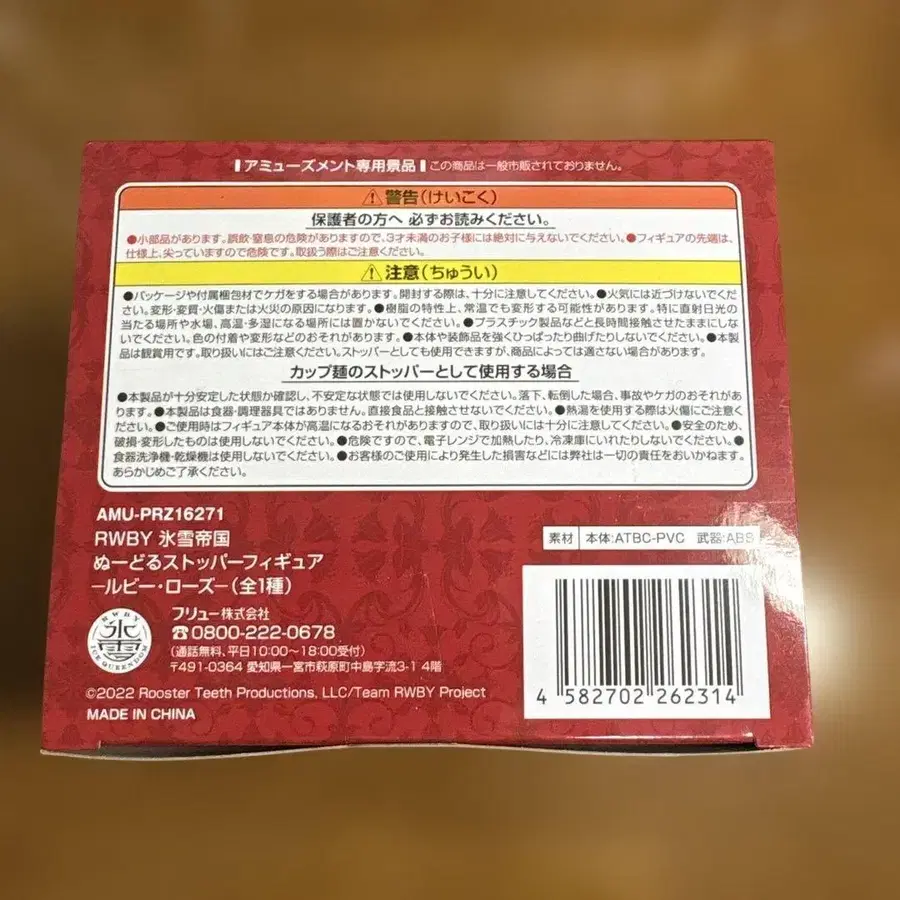 アミューズメント専用景品 この商品は一般市販されておりません。
⚠警告(けいこく)
保護者の方へ 必ずお読みください。
●小部品があります。誤飲・窒息の危険がありますので、3才未満のお子様には絶対に与えないでください。●フィギュアの先端は、
仕様上、尖っていますので危険です。取扱う際はご注意ください。
⚠注意(ちゅうい)
●パッケージや付属梱包材でケガをする場合があります。開封する際は、十分に注意してください。●火気には近づけないでくだ
さい。変形・変質・火傷または火災の原因になります。●樹脂の特性上、常温でも変形する可能性があります。特に直射日光の
当たる場所や水場、高温・多湿になる場所には置かないでください。●プラスチック製品などと長時間接触させたままにしな
いでください。色の付着や変形などのおそれがあります。●本体や装飾品を強くひっぱったり曲げたりしないでください。●本製
品は観賞用です。取り扱いにはご注意ください。ストッパーとしても使用できますが、商品によっては適さない場合があります。
カップ麺のストッパーとして使用する場合
●本製品が十分安定した状態か確認し、不安定な状態では使用しないでください。落下、転倒した場合、事故やケガのおそれがあり
ます。●本製品は食器・調理器具ではありません。直接食品と接触させないでください。●熱湯を使用する際は火傷にご注意くだ
さい。●ご使用時はフィギュア本体が高温になるおそれがありますので、取り扱いには十分に注意してください。●安全のため、
破損・変形したものは使用しないでください。●危険ですので、電子レンジで加熱したり、冷凍庫にいれたりしないでください。●
食器洗浄機・乾燥機は使用しないでください。●お客様のご使用により発生した損害などには弊社は一切の責任をおいかねます。
あらかじめご了承ください。
AMU-PRZ16271
RWBY 氷雪帝国
ぬーどるストッパーフィギュア
-ルビー・ローズ-(全1種)
素材 本体:ATBC-PVC 武器:ABS
RWBY
氷雪
ICE QUEENDOM
フリュー株式会社
☎0800-222-0678
(通話無料、平日10:00~18:00受付)
〒491-0364 愛知県一宮市萩原町中島字流3-1 4階
©2022 Rooster Teeth Productions, LLC/Team RWBY Project
MADE IN CHINA
4 582702 262314